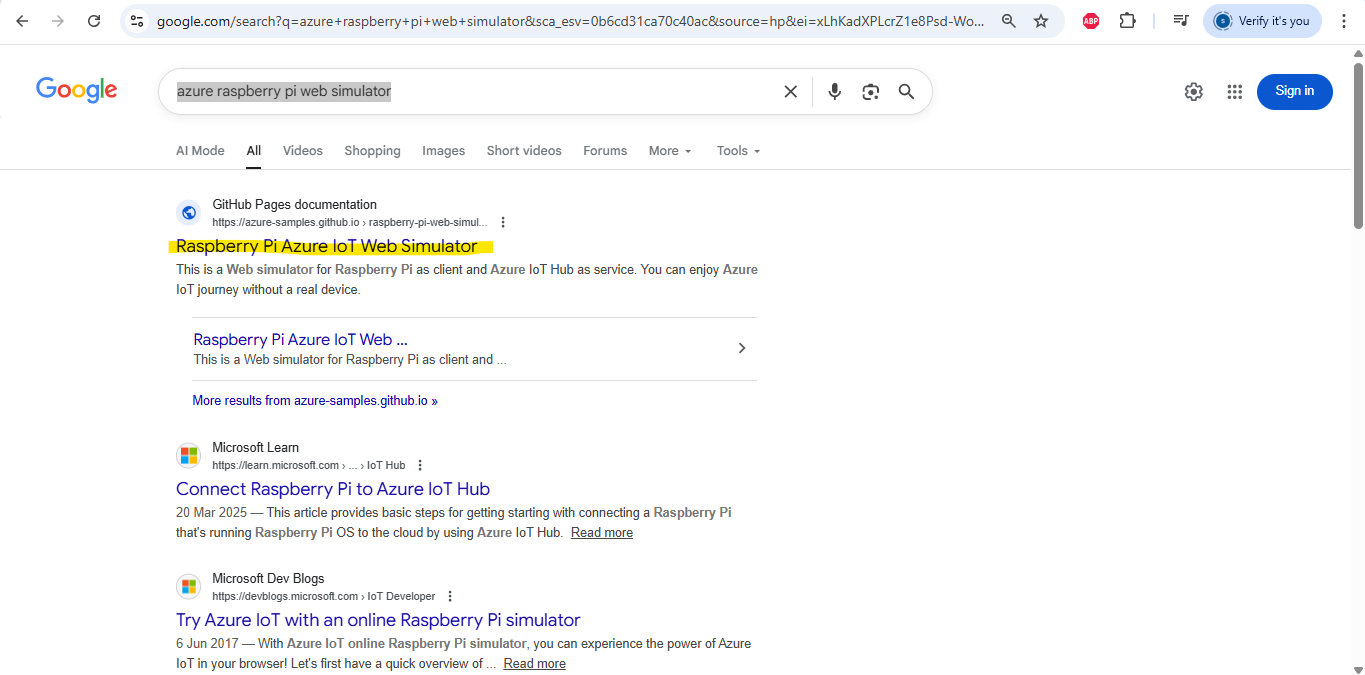 google.com/search?q=azure+raspberry+pi+web+simulator&sca_esv=0b6cd31ca70c40ac&source=hp&ei=xLhKadXPLcrZ1e8Psd-Wo...
ABP
S
Verify it's you
Google
azure raspberry pi web simulator
Sign in
AI Mode
All
Videos
Shopping
Images
Short videos
Forums
More
Tools
GitHub Pages documentation
https://azure-samples.github.io › raspberry-pi-web-simul...
Raspberry Pi Azure IoT Web Simulator
This is a Web simulator for Raspberry Pi as client and Azure IoT Hub as service. You can enjoy Azure
IoT journey without a real device.
Raspberry Pi Azure IoT Web ...
This is a Web simulator for Raspberry Pi as client and ...
More results from azure-samples.github.io »
Microsoft Learn
https://learn.microsoft.com › ... › IoT Hub
Connect Raspberry Pi to Azure IoT Hub
20 Mar 2025 — This article provides basic steps for getting starting with connecting a Raspberry Pi
that's running Raspberry Pi OS to the cloud by using Azure IoT Hub. Read more
Microsoft Dev Blogs
https://devblogs.microsoft.com › IoT Developer
Try Azure IoT with an online Raspberry Pi simulator
6 Jun 2017 — With Azure IoT online Raspberry Pi simulator, you can experience the power of Azure
IoT in your browser! Let's first have a quick overview of ... Read more